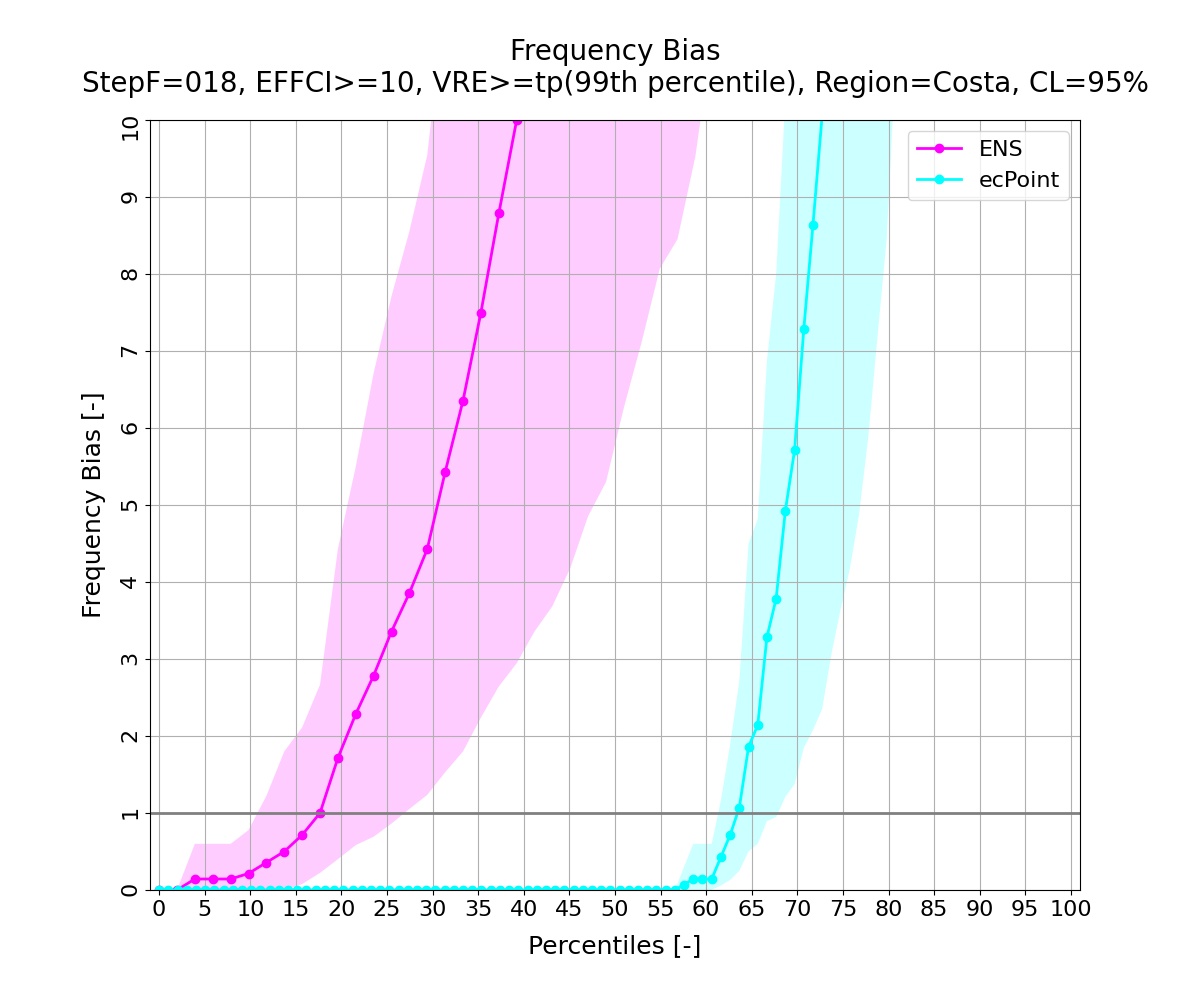 Frequency Bias
StepF=018, EFFCI>=10, VRE>=tp(99th percentile), Region=Costa, CL=95%
ENS
ecPoint
Frequency Bias [-]
10
9
8
7
6
5
4
3
2
1
0
0 5 10 15 20 25 30 35 40 45 50 55 60 65 70 75 80 85 90 95 100
Percentiles [-]